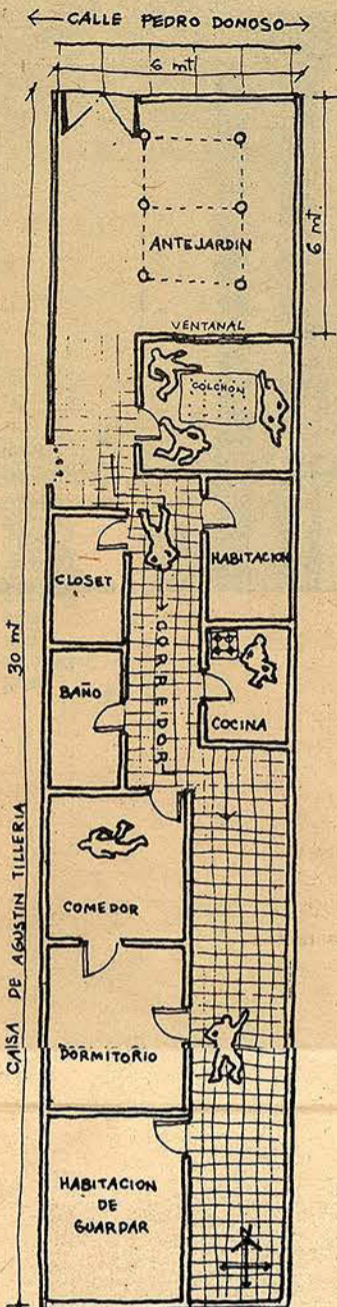 ← CALLE PEDRO DONOSO →
6 mt
6 mt.
ANTEJARDIN
VENTANAL
COLCHON
HABITACION
CLOSET
CORREDOR
BAÑO
COCINA
30 mt
COMEDOR
CAISA DE AGUSTIN TILLERIA
DORMITORIO
HABITACION
DE
GUARDAR